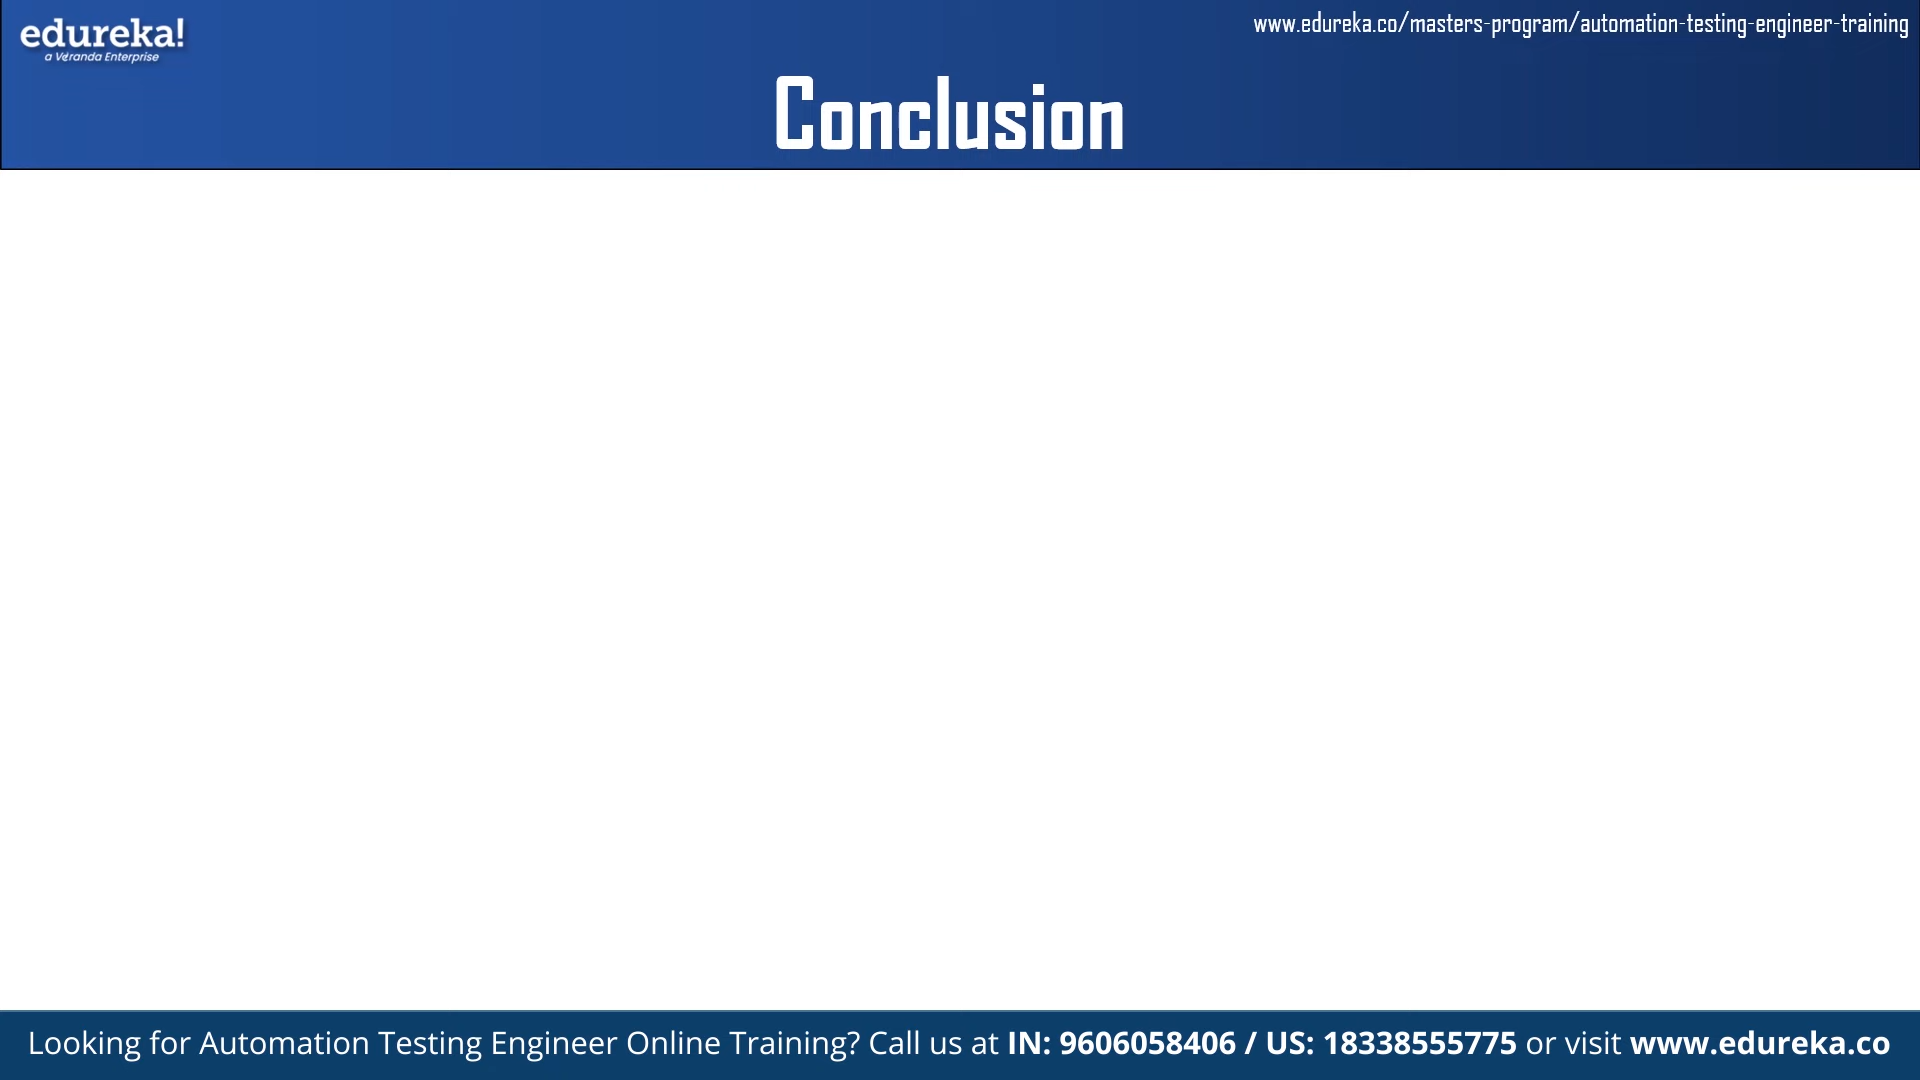 edureka!
a Veranda Enterprise
www.edureka.co/masters-program/automation-testing-engineer-training
Conclusion
Looking for Automation Testing Engineer Online Training? Call us at IN: 9606058406 / US: 18338555775 or visit www.edureka.co